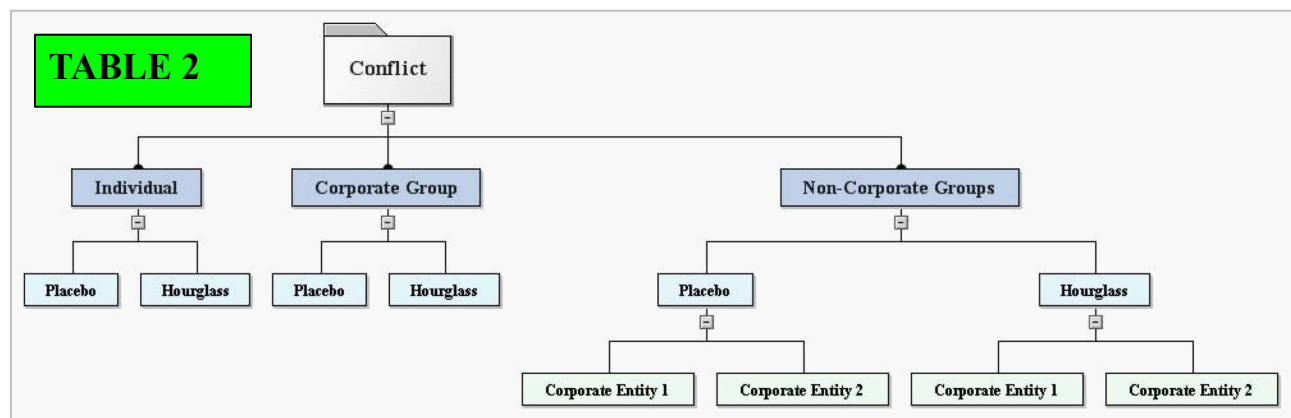 TABLE 2
Conflict
Individual
Corporate Group
Non-Corporate Groups
Placebo
Hourglass
Placebo
Hourglass
Placebo
Hourglass
Corporate Entity 1
Corporate Entity 2
Corporate Entity 1
Corporate Entity 2